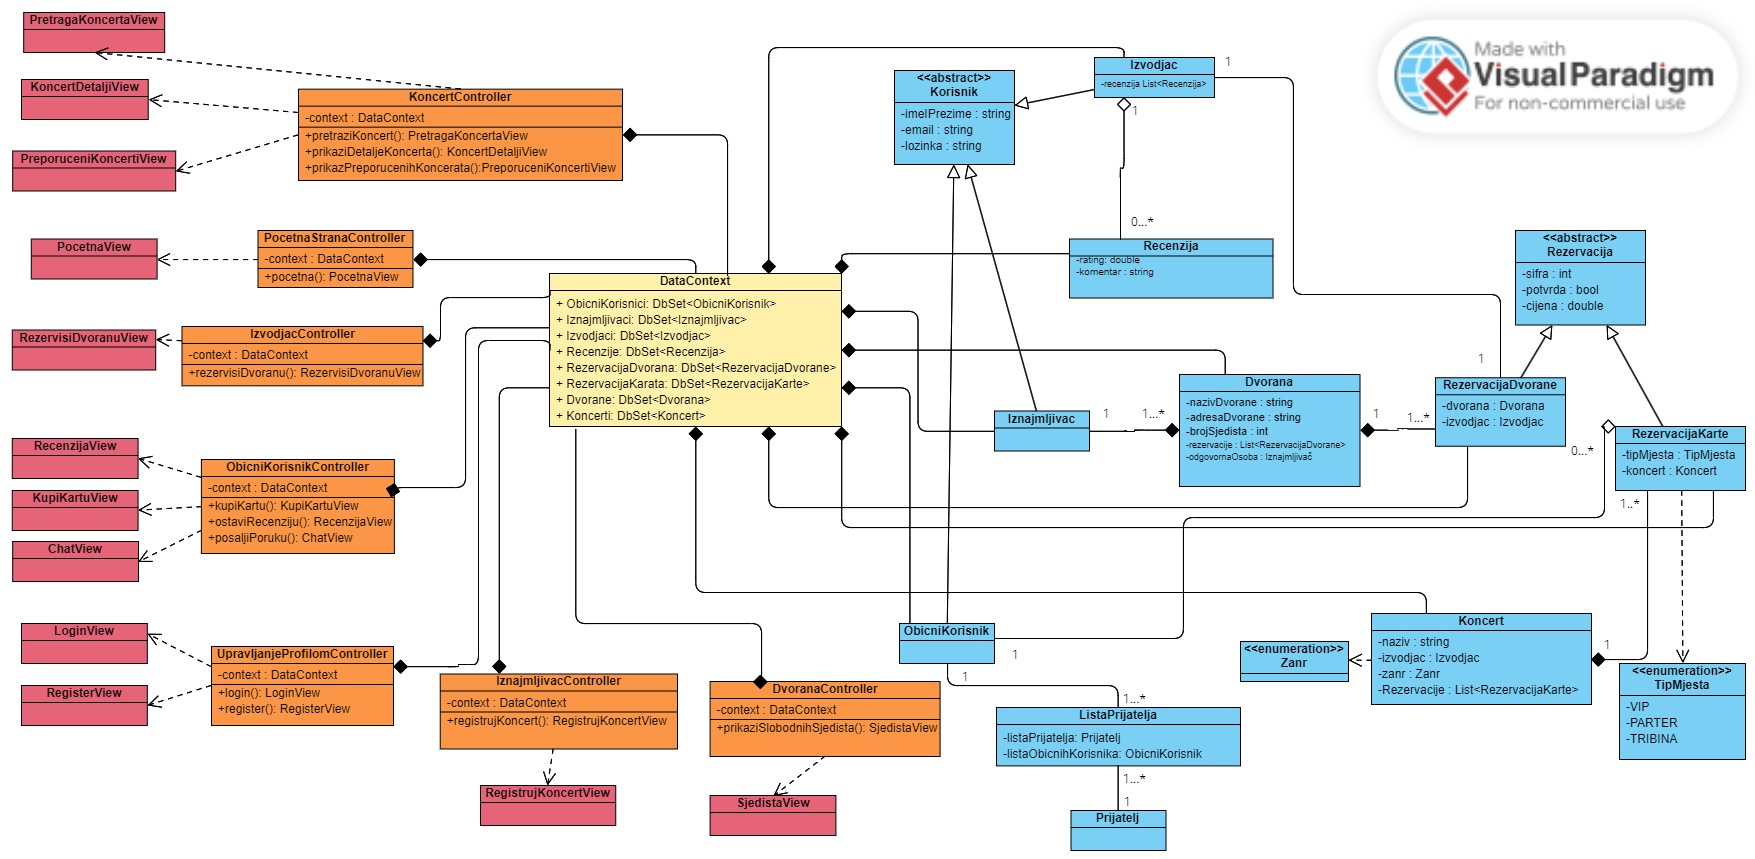 PretragaKoncertaView
KoncertDetaljiView
PreporuceniKoncertiView
KoncertController
-context : DataContext
+pretraziKoncert(): PretragaKoncertaView
+prikaziDetaljeKoncerta(): KoncertDetaljiView
+prikazPreporucenihKoncerata():PreporuceniKoncertiView
<<abstract>>
Korisnik
-imeIPrezime : string
-email : string
-lozinka : string
Izvodjac
-recenzija List<Recenzija>
1
1
0...*
Made with
VisualParadigm
For non-commercial use
PocetnaView
PocetnaStranaController
-context : DataContext
+pocetna(): PocetnaView
Recenzija
-rating: double
-komentar : string
<<abstract>>
Rezervacija
-sifra : int
-potvrda : bool
-cijena : double
RezervisiDvoranuView
IzvodjacController
-context : DataContext
+rezervisiDvoranu(): RezervisiDvoranuView
DataContext
+ ObicniKorisnici: DbSet<ObicniKorisnik>
+ Iznajmljivaci: DbSet<Iznajmljivac>
+ Izvodjaci: DbSet<Izvodjac>
+ Recenzije: DbSet<Recenzija>
+ RezervacijaDvorana: DbSet<RezervacijaDvorane>
+ RezervacijaKarata: DbSet<RezervacijaKarte>
+ Dvorane: DbSet<Dvorana>
+ Koncerti: DbSet<Koncert>
Iznajmljivac
1
1...*
Dvorana
-nazivDvorane : string
-adresaDvorane : string
-brojSjedista : int
-rezervacije : List<RezervacijaDvorane>
-odgovornaOsoba : Iznajmljivač
1
1...*
1
RezervacijaDvorane
-dvorana : Dvorana
-izvodjac : Izvodjac
0...*
RezervacijaKarte
-tipMjesta : TipMjesta
-koncert : Koncert
1..*
RecenzijaView
KupiKartuView
ChatView
ObicniKorisnikController
-context : DataContext
+kupiKartu(): KupiKartuView
+ostaviRecenziju(): RecenzijaView
+posaljiPoruku(): ChatView
LoginView
RegisterView
UpravljanjeProfilomController
-context : DataContext
+login(): LoginView
+register(): RegisterView
IznajmljivacController
-context : DataContext
+registrujKoncert(): RegistrujKoncertView
RegistrujKoncertView
DvoranaController
-context : DataContext
+prikaziSlobodnihSjedista(): SjedistaView
SjedistaView
ObicniKorisnik
1
1
1...*
ListaPrijatelja
-listaPrijatelja: Prijatelj
-listaObicnihKorisnika: ObicniKorisnik
1...*
1
Prijatelj
<<enumeration>>
Zanr
Koncert
-naziv : string
-izvodjac : Izvodjac
-zanr : Zanr
-Rezervacije : List<RezervacijaKarte>
1
<<enumeration>>
TipMjesta
-VIP
-PARTER
-TRIBINA